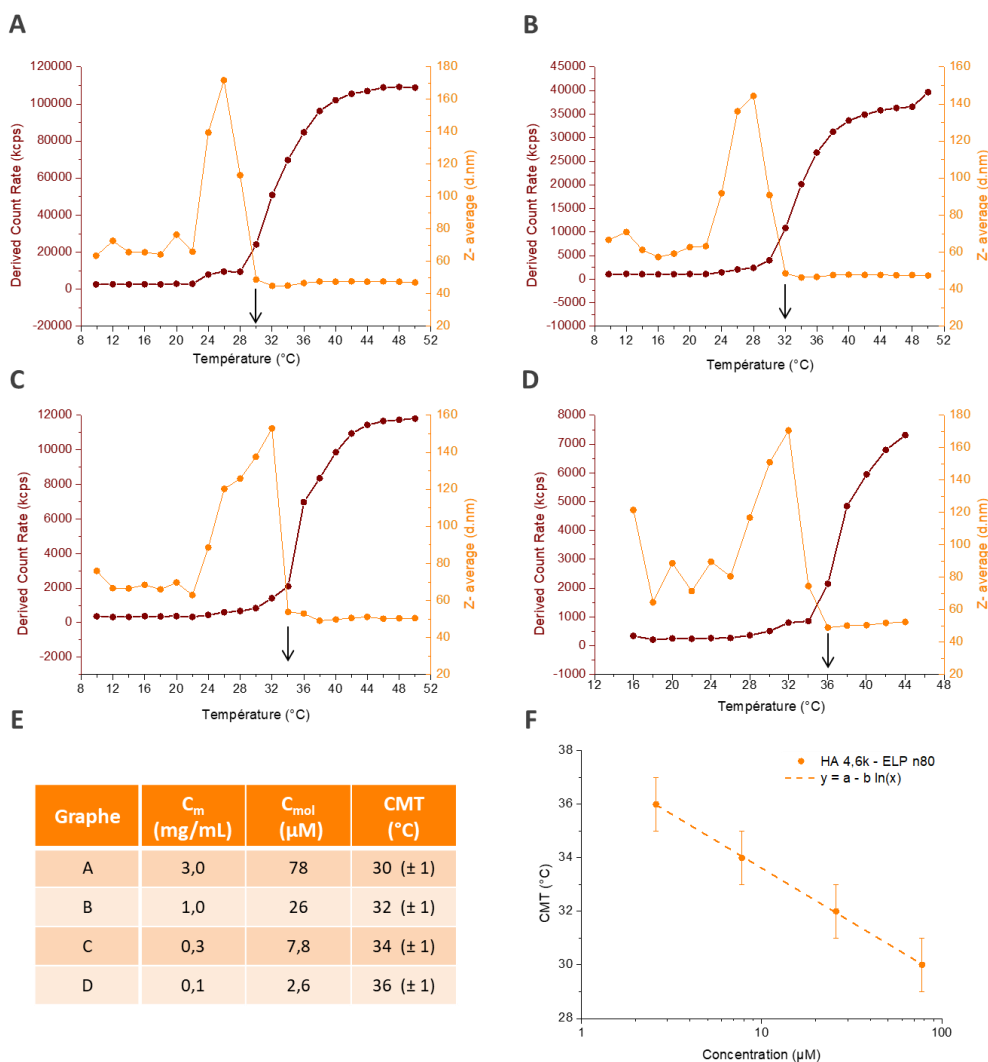 A
120000
100000
80000
60000
40000
20000
0
-20000
Derived Count Rate (kcps)
180
160
140
120
100
80
60
40
20
Z- average (d.nm)
8 12 16 20 24 28 32 36 40 44 48 52
Température (°C)
B
45000
40000
35000
30000
25000
20000
15000
10000
5000
0
-5000
-10000
Derived Count Rate (kcps)
160
140
120
100
80
60
40
20
Z- average (d.nm)
8 12 16 20 24 28 32 36 40 44 48 52
Température (°C)
C
12000
10000
8000
6000
4000
2000
0
-2000
Derived Count Rate (kcps)
160
140
120
100
80
60
40
20
Z- average (d.nm)
8 12 16 20 24 28 32 36 40 44 48 52
Température (°C)
D
8000
7000
6000
5000
4000
3000
2000
1000
0
-1000
Derived Count Rate (kcps)
180
160
140
120
100
80
60
40
20
Z- average (d.nm)
12 16 20 24 28 32 36 40 44 48
Température (°C)
E
Graphe Cm (mg/mL) Cmol (µM) CMT (°C)
A 3,0 78 30 (± 1)
B 1,0 26 32 (± 1)
C 0,3 7,8 34 (± 1)
D 0,1 2,6 36 (± 1)
F
38
36
34
32
30
28
CMT (°C)
HA 4,6k - ELP n80
y = a - b ln(x)
1 10 100
Concentration (µM)